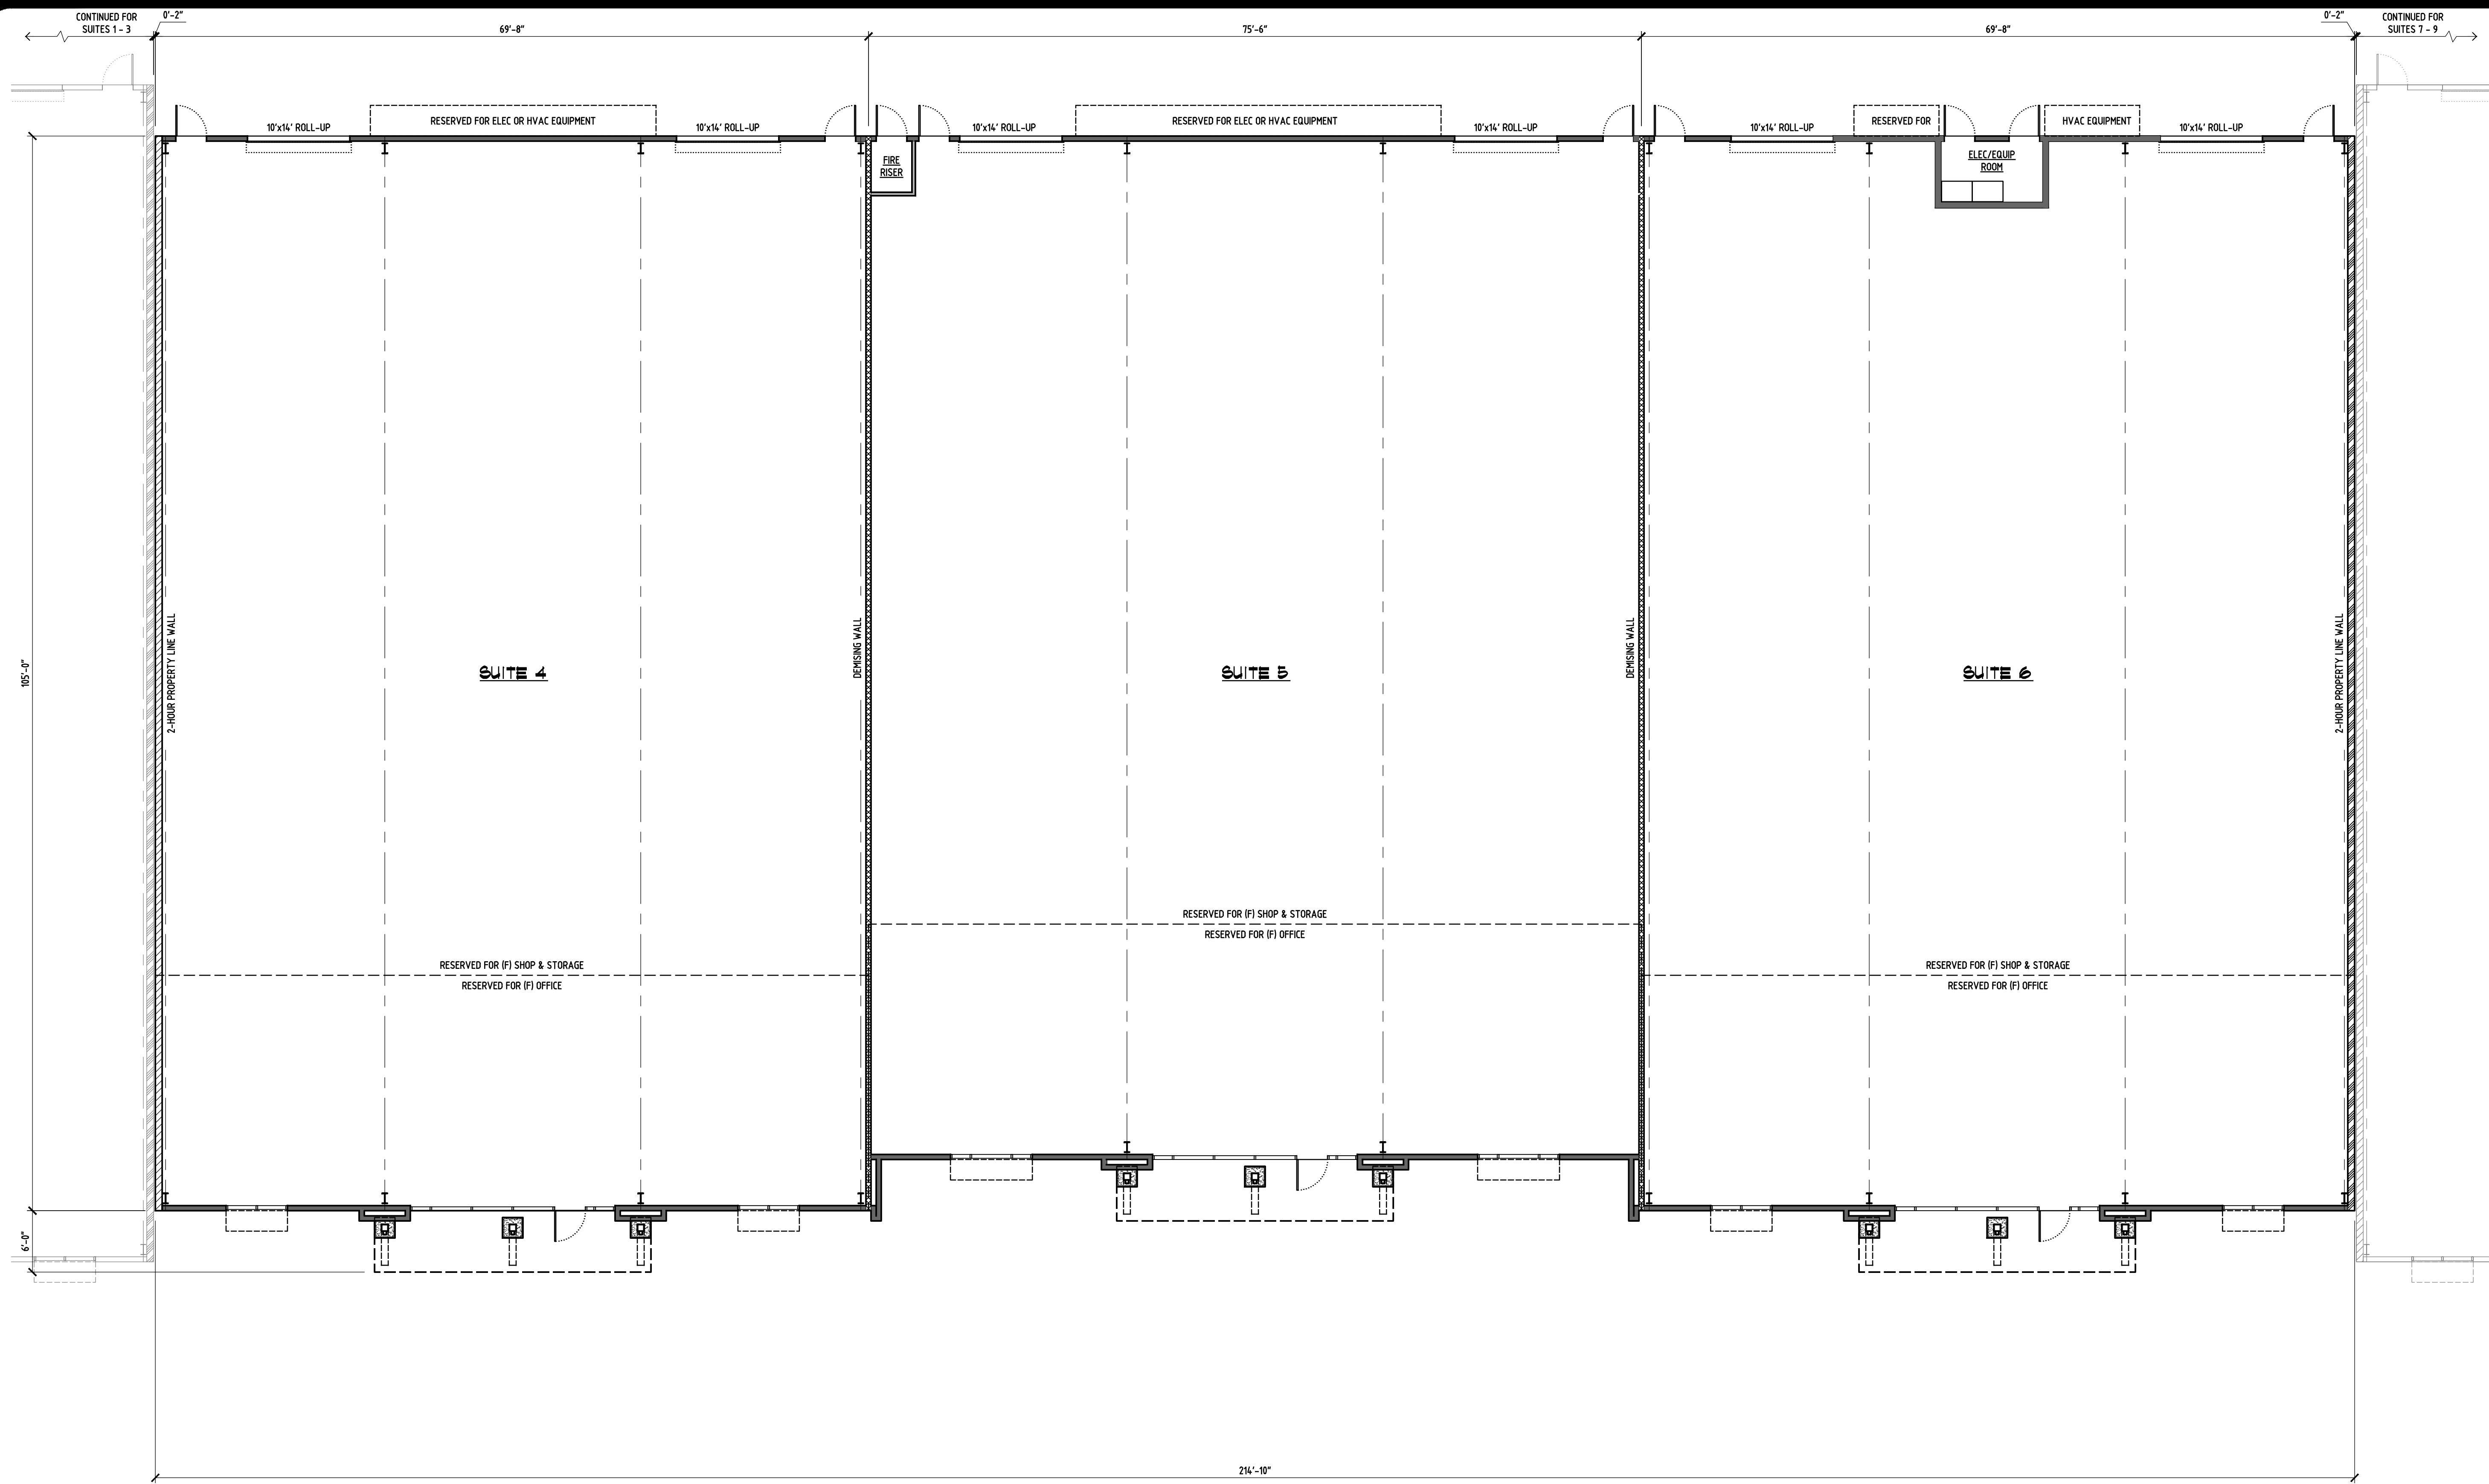 CONTINUED FOR
SUITES 1 - 3
0'-2"
69'-8"
75'-6"
69'-8"
0'-2"
CONTINUED FOR
SUITES 7 - 9
10'x14' ROLL-UP
RESERVED FOR ELEC OR HVAC EQUIPMENT
10'x14' ROLL-UP
10'x14' ROLL-UP
RESERVED FOR ELEC OR HVAC EQUIPMENT
10'x14' ROLL-UP
10'x14' ROLL-UP
RESERVED FOR
HVAC EQUIPMENT
10'x14' ROLL-UP
FIRE
RISER
ELEC/EQUIP
ROOM
105'-0"
2-HOUR PROPERTY LINE WALL
SUITE 4
DEMISING WALL
SUITE 5
DEMISING WALL
SUITE 6
2-HOUR PROPERTY LINE WALL
RESERVED FOR (F) SHOP & STORAGE
RESERVED FOR (F) OFFICE
RESERVED FOR (F) SHOP & STORAGE
RESERVED FOR (F) OFFICE
RESERVED FOR (F) SHOP & STORAGE
RESERVED FOR (F) OFFICE
6'-0"
214'-10"